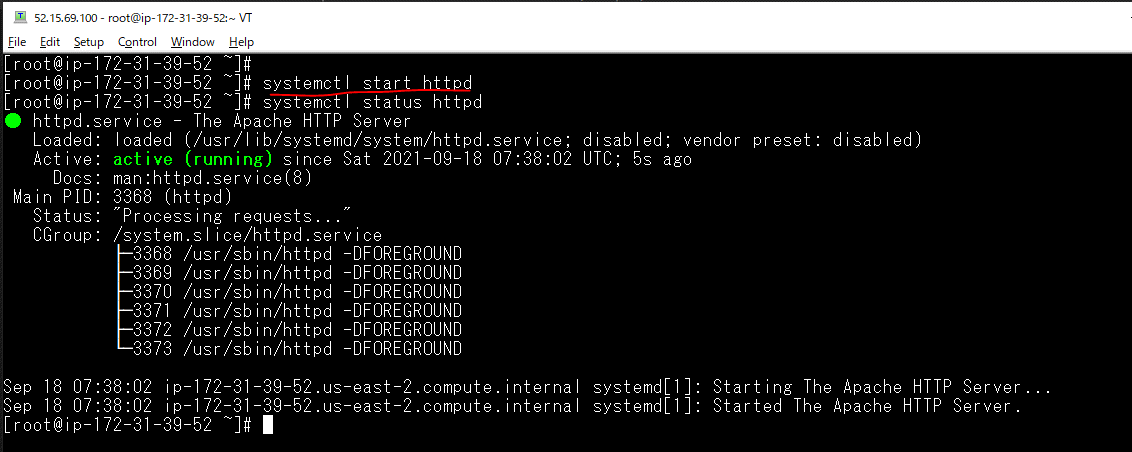 52.15.69.100 - root@ip-172-31-39-52:~ VT
File Edit Setup Control Window Help
[root@ip-172-31-39-52 ~]#
[root@ip-172-31-39-52 ~]# systemctl start httpd
[root@ip-172-31-39-52 ~]# systemctl status httpd
● httpd.service - The Apache HTTP Server
   Loaded: loaded (/usr/lib/systemd/system/httpd.service; disabled; vendor preset: disabled)
   Active: active (running) since Sat 2021-09-18 07:38:02 UTC; 5s ago
     Docs: man:httpd.service(8)
 Main PID: 3368 (httpd)
   Status: "Processing requests..."
   CGroup: /system.slice/httpd.service
           ├─3368 /usr/sbin/httpd -DFOREGROUND
           ├─3369 /usr/sbin/httpd -DFOREGROUND
           ├─3370 /usr/sbin/httpd -DFOREGROUND
           ├─3371 /usr/sbin/httpd -DFOREGROUND
           ├─3372 /usr/sbin/httpd -DFOREGROUND
           └─3373 /usr/sbin/httpd -DFOREGROUND
Sep 18 07:38:02 ip-172-31-39-52.us-east-2.compute.internal systemd[1]: Starting The Apache HTTP Server...
Sep 18 07:38:02 ip-172-31-39-52.us-east-2.compute.internal systemd[1]: Started The Apache HTTP Server.
[root@ip-172-31-39-52 ~]#